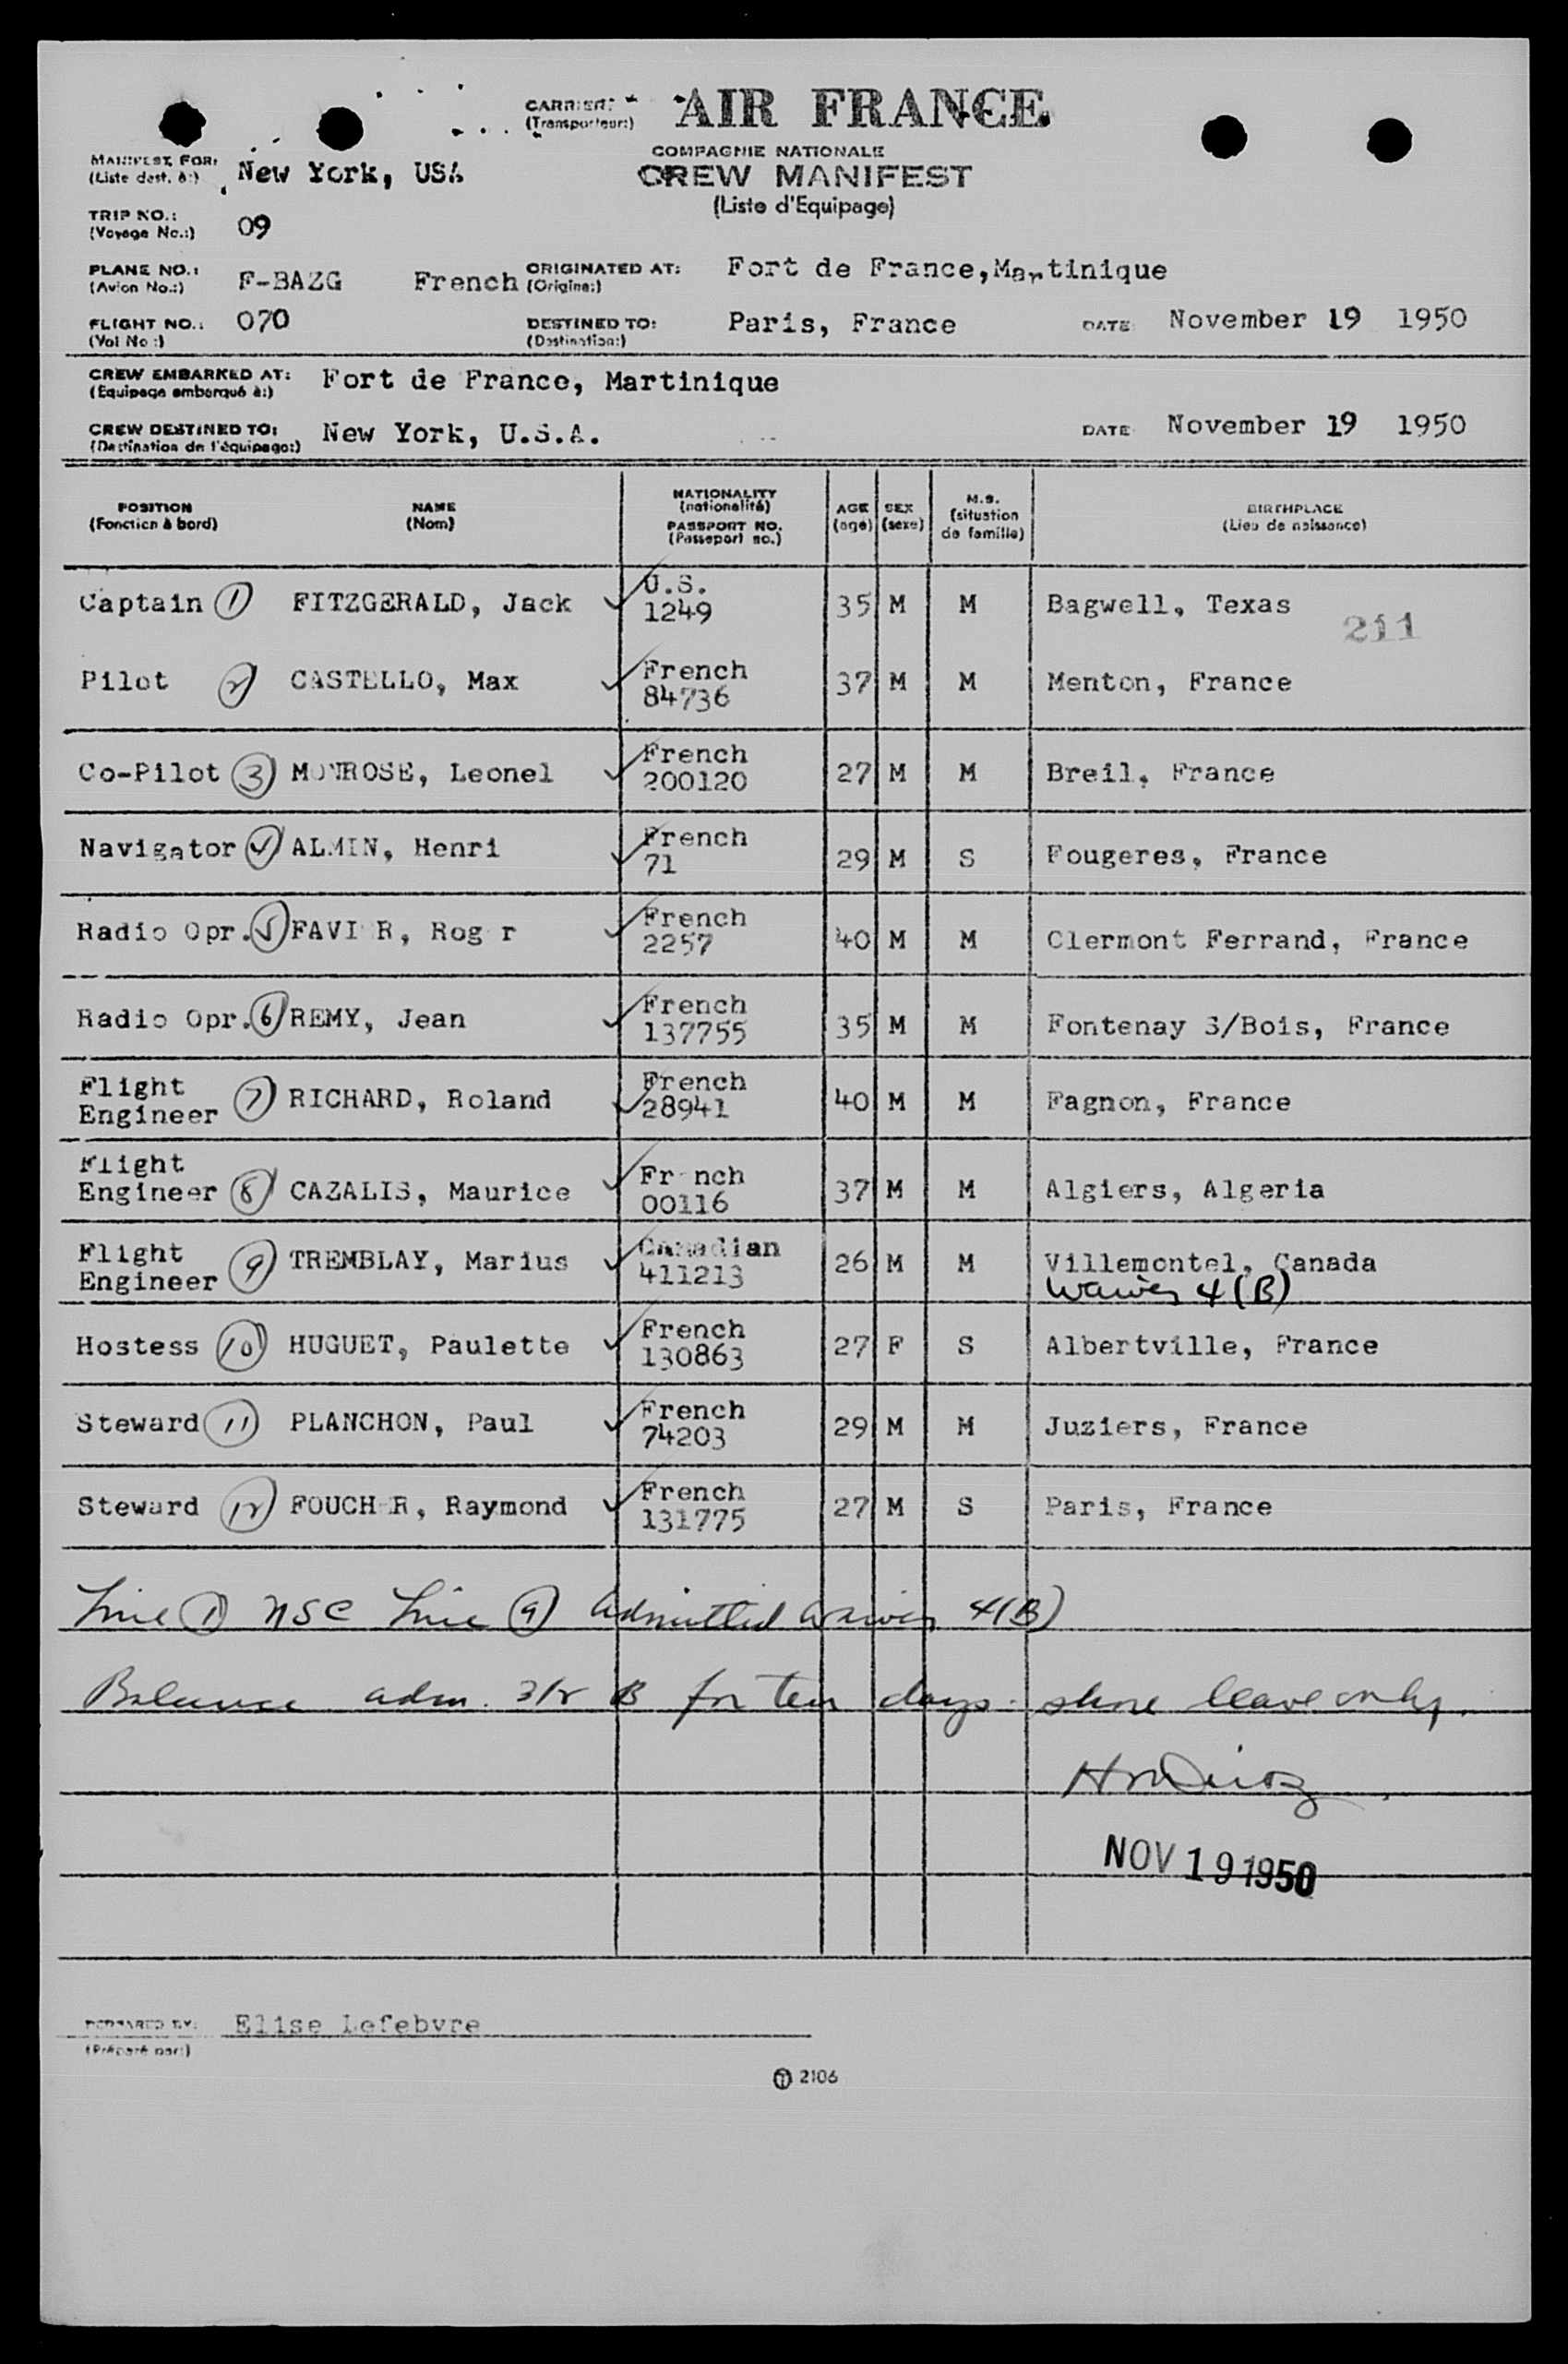 CARRIER: AIR FRANCE
(Transporteur:)
COMPAGNIE NATIONALE
MANIFEST FOR: New York, USA
(Liste dest. à:)
CREW MANIFEST
(Liste d'Equipage)
TRIP NO.: 09
(Voyage No.:)
PLANE NO.: F-BAZG French
(Avion No.:)
ORIGINATED AT: Fort de France, Martinique
(Origine:)
FLIGHT NO.: 070
(Vol No :)
DESTINED TO: Paris, France
(Destination:)
DATE: November 19 1950
CREW EMBARKED AT: Fort de France, Martinique
(Equipage embarqué à:)
CREW DESTINED TO: New York, U.S.A.
(Destination de l'équipage:)
DATE: November 19 1950
POSITION NAME NATIONALITY AGE SEX M.S. BIRTHPLACE
(Fonction à bord) (Nom) (nationalité) (age) (sexe) (situation de famille) (Lieu de naissance)
PASSPORT NO.
(Passeport no.)
Captain 1 FITZGERALD, Jack U.S. 1249 35 M M Bagwell, Texas
211
Pilot 2 CASTELLO, Max French 84736 37 M M Menton, France
Co-Pilot 3 MONROSE, Leonel French 200120 27 M M Breil, France
Navigator ALMIN, Henri French 71 29 M S Fougeres, France
Radio Opr. 5 FAVI R, Rog r French 2257 40 M M Clermont Ferrand, France
Radio Opr. 6 REMY, Jean French 137755 35 M M Fontenay S/Bois, France
Flight Engineer 7 RICHARD, Roland French 28941 40 M M Fagnon, France
Flight Engineer 8 CAZALIS, Maurice Fr nch 00116 37 M M Algiers, Algeria
Flight Engineer 9 TREMBLAY, Marius Canadian 411213 26 M M Villemontel, Canada
Waiver 4(B)
Hostess 10 HUGUET, Paulette French 130863 27 F S Albertville, France
Steward 11 PLANCHON, Paul French 74203 29 M M Juziers, France
Steward 12 FOUCH R, Raymond French 131775 27 M S Paris, France
Line 1 USC Line 9 admitted waiver 4(B)
Balance adm. 3/2 B for ten days - shore leave only.
NOV 19 1950
PREPARED BY: Elise Lefebvre
(Préparé par:)
2106